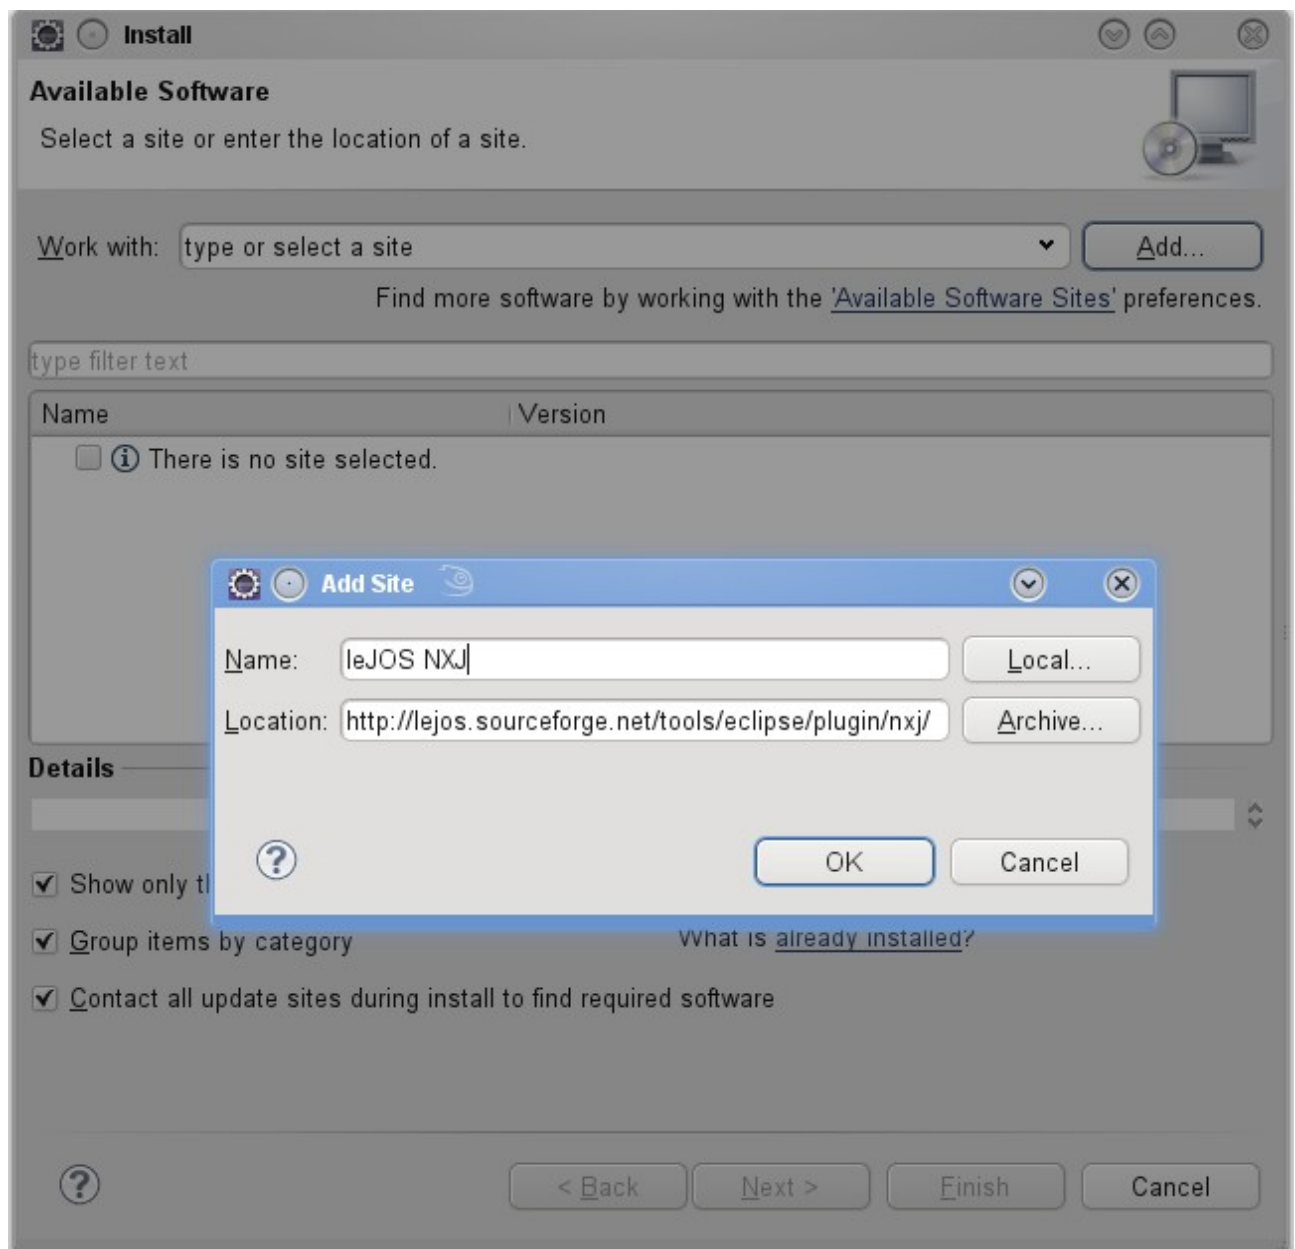 Install
Available Software
Select a site or enter the location of a site.
Work with: type or select a site Add...
Find more software by working with the 'Available Software Sites' preferences.
type filter text
Name Version
There is no site selected.
Add Site
Name: leJOS NXJ Local...
Location: http://lejos.sourceforge.net/tools/eclipse/plugin/nxj/ Archive...
Details
? OK Cancel
Show only
Group items by category What is already installed?
Contact all update sites during install to find required software
? < Back Next > Finish Cancel